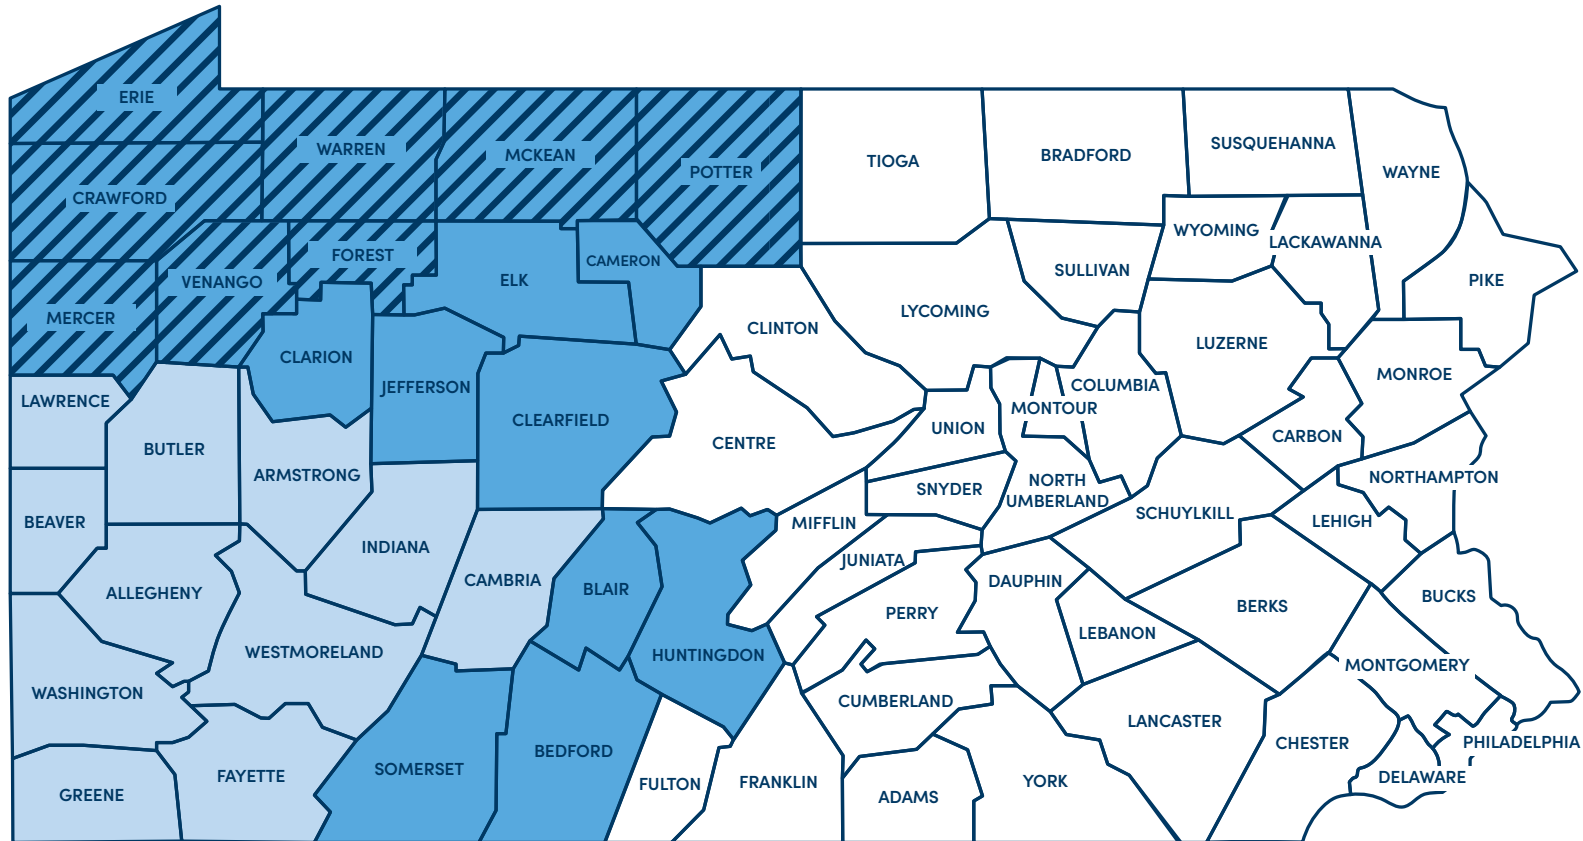 ERIE
WARREN
MCKEAN
POTTER
CRAWFORD
VENANGO
FOREST
MERCER
ELK
CAMERON
CLARION
JEFFERSON
CLEARFIELD
LAWRENCE
BUTLER
ARMSTRONG
BEAVER
INDIANA
ALLEGHENY
CAMBRIA
BLAIR
HUNTINGDON
WESTMORELAND
WASHINGTON
GREENE
FAYETTE
SOMERSET
BEDFORD
TIOGA
BRADFORD
SUSQUEHANNA
WAYNE
WYOMING
LACKAWANNA
SULLIVAN
PIKE
LYCOMING
CLINTON
LUZERNE
MONROE
COLUMBIA
MONTOUR
UNION
CENTRE
CARBON
NORTHAMPTON
SNYDER
NORTH
UMBERLAND
SCHUYLKILL
LEHIGH
MIFFLIN
JUNIATA
DAUPHIN
PERRY
LEBANON
BERKS
BUCKS
MONTGOMERY
CUMBERLAND
LANCASTER
CHESTER
PHILADELPHIA
DELAWARE
FULTON
FRANKLIN
ADAMS
YORK